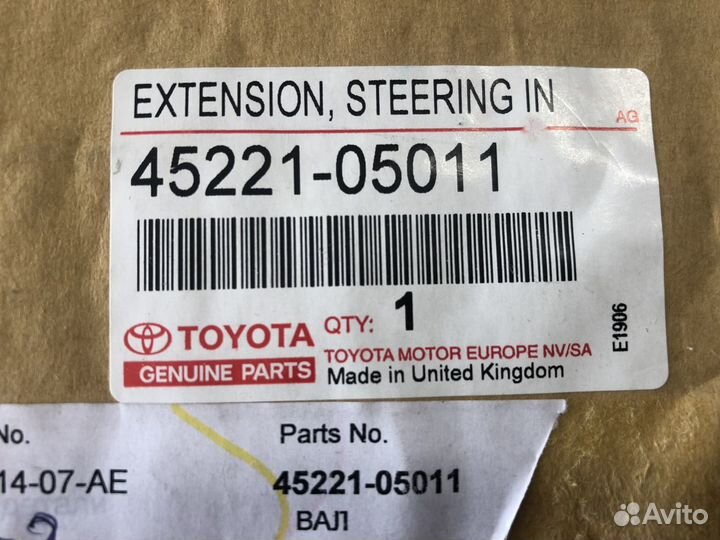 EXTENSION, STEERING IN
AG
45221-05011
TOYOTA
GENUINE PARTS
QTY: 1
TOYOTA MOTOR EUROPE NV/SA
Made in United Kingdom
E1906
No.
14-07-AE
Parts No.
45221-05011
ВАЛ
Avito